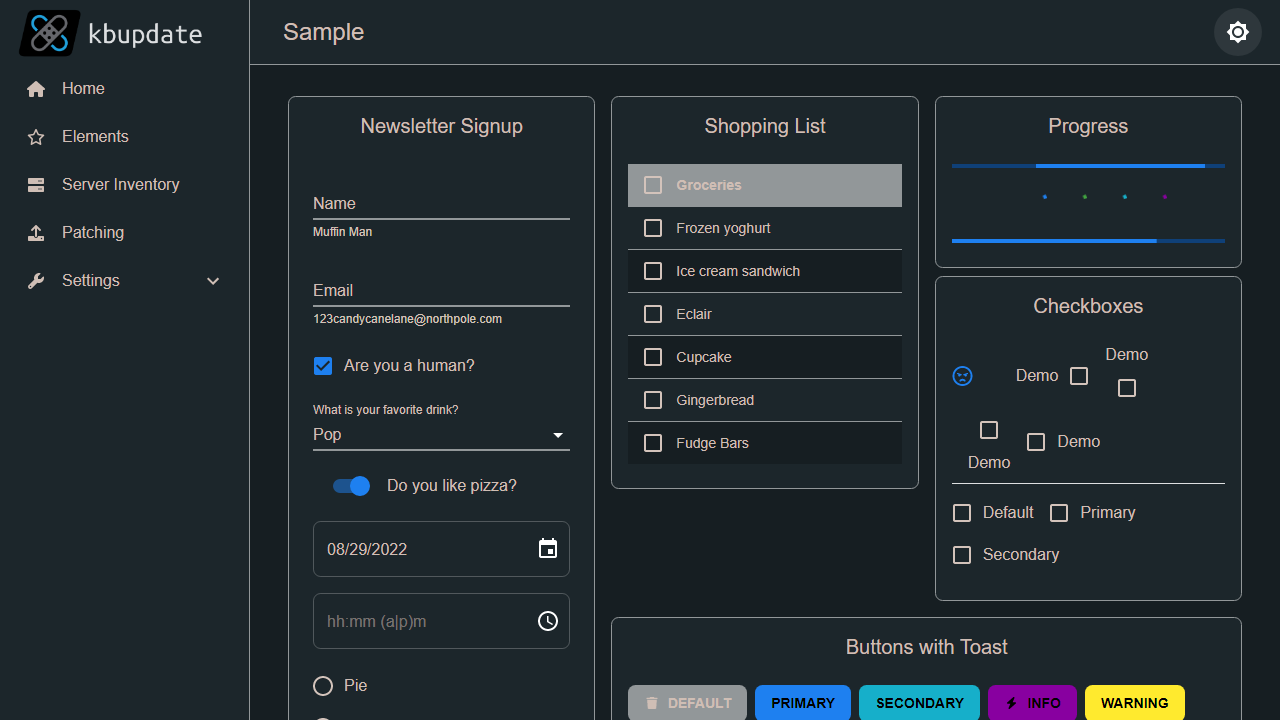 kbupdate
Home
Elements
Server Inventory
Patching
Settings
Sample
Newsletter Signup
Name
Muffin Man
Email
123candycanelane@northpole.com
Are you a human?
What is your favorite drink?
Pop
Do you like pizza?
08/29/2022
hh:mm (a|p)m
Pie
Shopping List
Groceries
Frozen yoghurt
Ice cream sandwich
Eclair
Cupcake
Gingerbread
Fudge Bars
Progress
Checkboxes
Demo
Demo
Demo
Demo
Default
Primary
Secondary
Buttons with Toast
DEFAULT
PRIMARY
SECONDARY
INFO
WARNING